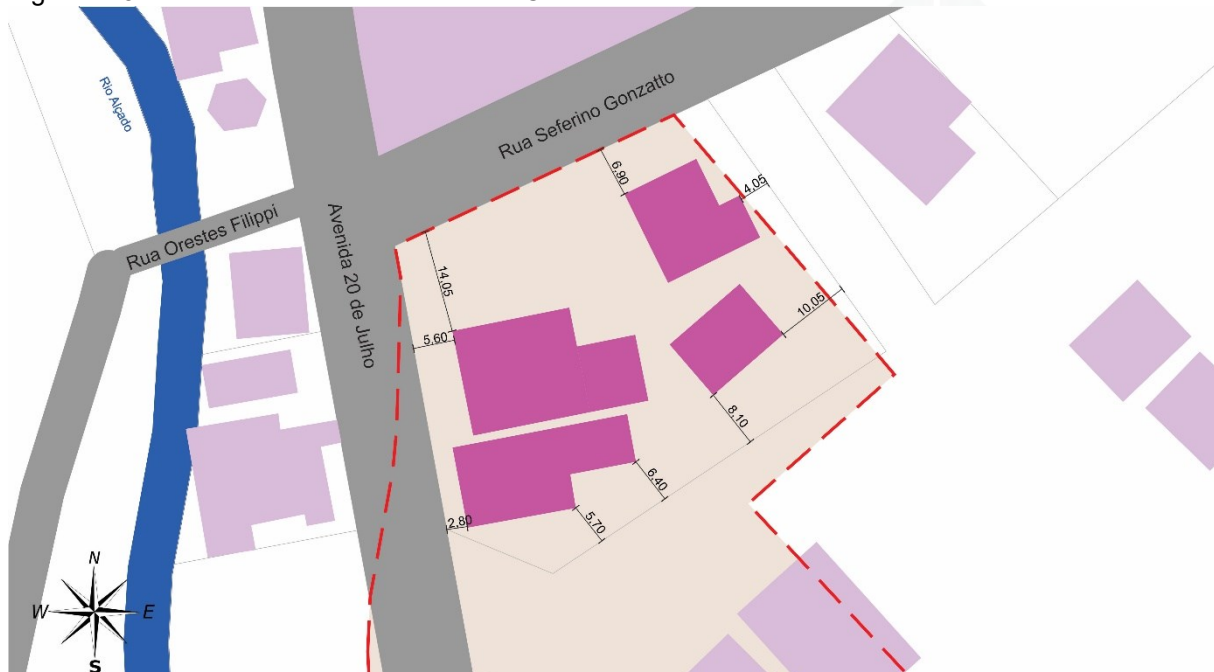 Rio Alçado
Rua Seferino Gonzatto
Rua Orestes Filippi
Avenida 20 de Julho
6,90
4,05
14,05
5,60
10,05
8,10
6,40
5,70
2,80
N
W
E
S